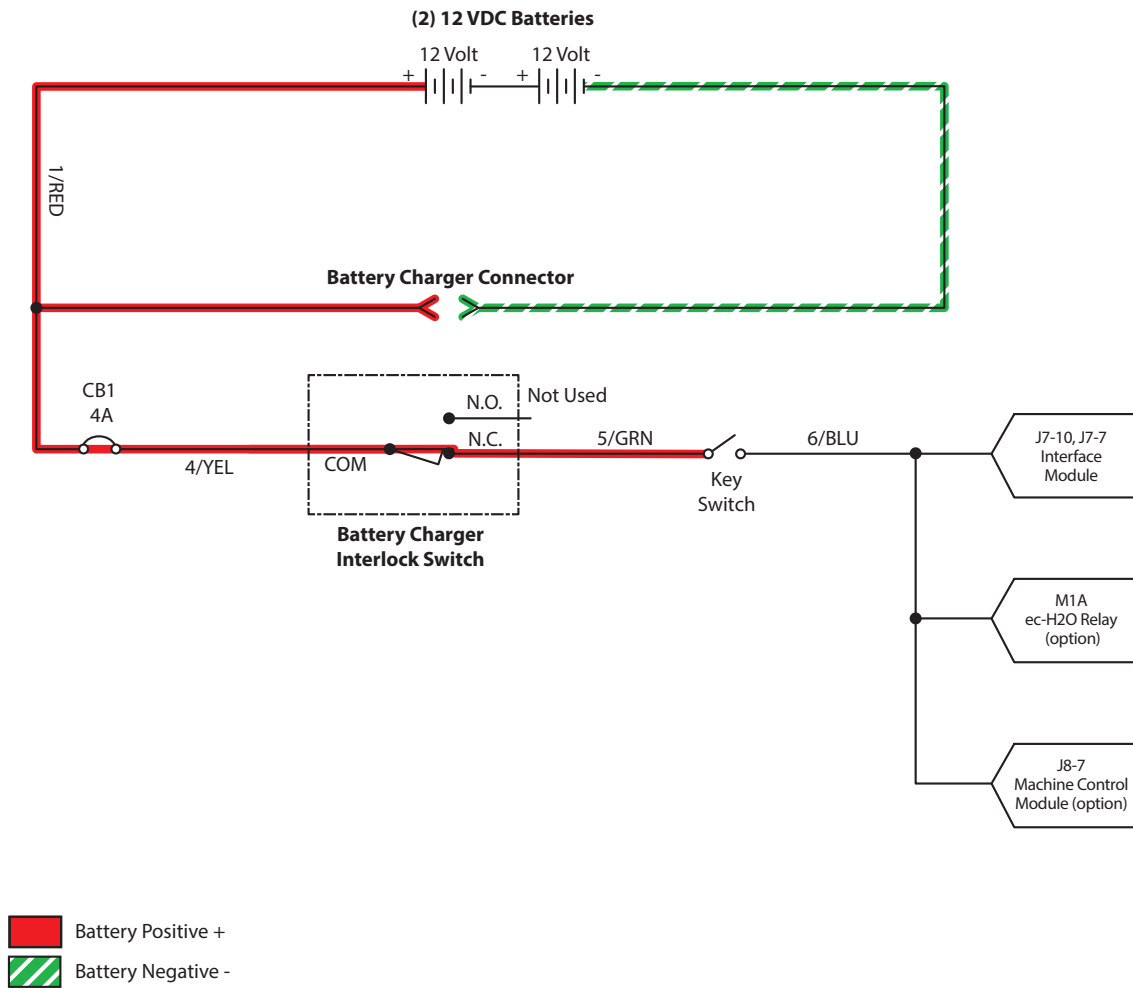 (2) 12 VDC Batteries
12 Volt
12 Volt
+
-
+
-
1/RED
Battery Charger Connector
CB1
4A
N.O.
Not Used
N.C.
5/GRN
6/BLU
4/YEL
COM
Key
Switch
Battery Charger
Interlock Switch
J7-10, J7-7
Interface
Module
M1A
ec-H2O Relay
(option)
J8-7
Machine Control
Module (option)
Battery Positive +
Battery Negative -